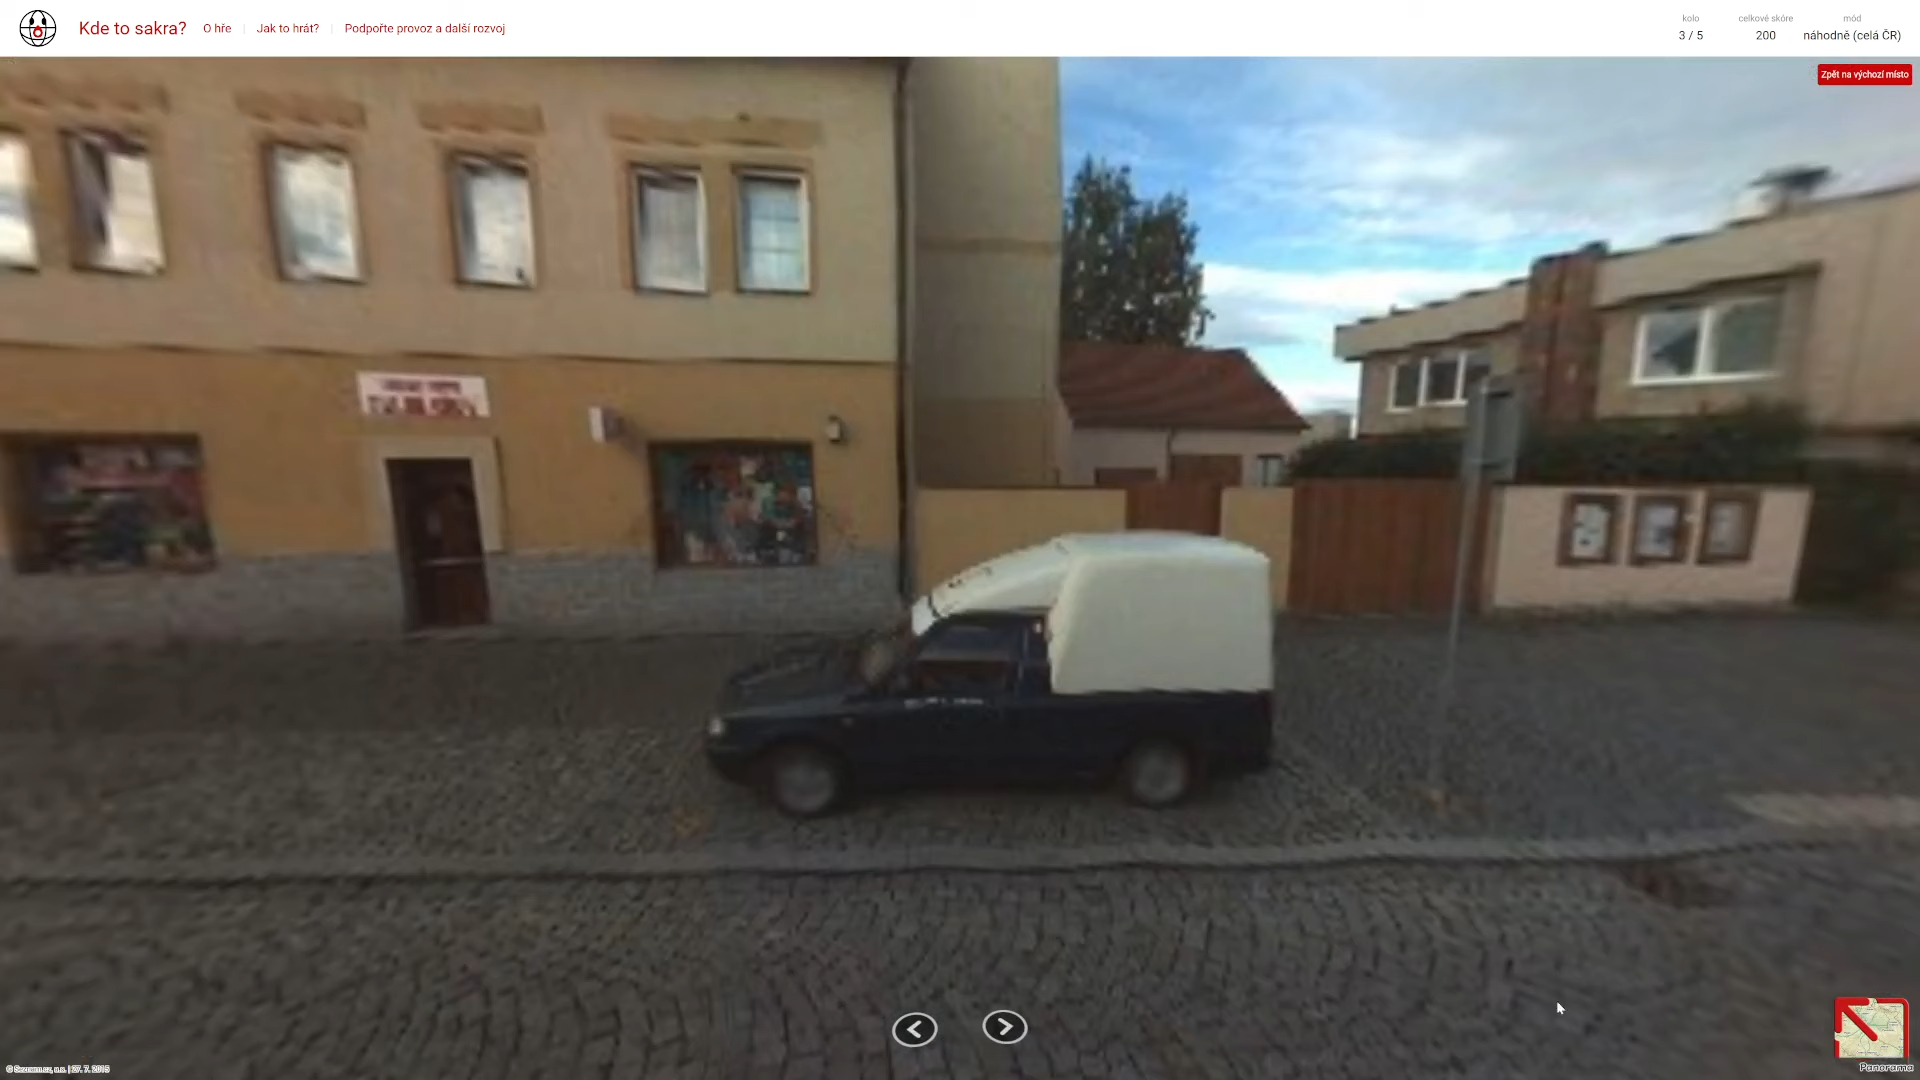 Kde to sakra?
O hře
Jak to hrát?
Podpořte provoz a další rozvoj
kolo
3 / 5
celkové skóre
200
mód
náhodně (celá ČR)
Zpět na výchozí místo
Panorama